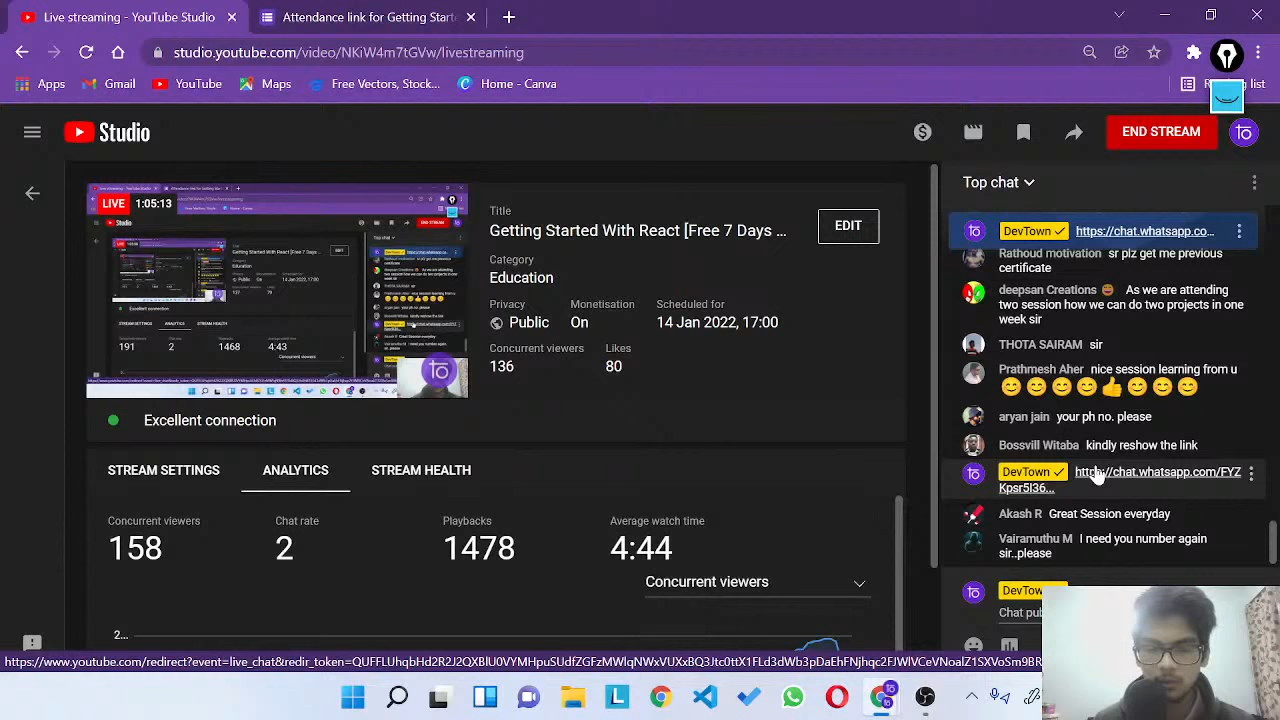 Live streaming - YouTube Studio
Attendance link for Getting Start
studio.youtube.com/video/NKiW4m7tGVw/livestreaming
Apps
Gmail
YouTube
Maps
Free Vectors, Stock...
Home - Canva
Studio
END STREAM
LIVE
1:05:13
Title
Getting Started With React [Free 7 Days ...
EDIT
Category
Education
Privacy
Monetisation
Scheduled for
Public
On
14 Jan 2022, 17:00
Concurrent viewers
Likes
136
80
Excellent connection
STREAM SETTINGS
ANALYTICS
STREAM HEALTH
Concurrent viewers
Chat rate
Playbacks
Average watch time
158
2
1478
4:44
Concurrent viewers
2...
Top chat
DevTown https://chat.whatsapp.co...
Rathoud motivation sr plz get me previous
certificate
deepsan Creations As we are attending
two session how can we do two projects in one
week sir
THOTA SAIRAM sir
Prathmesh Aher nice session learning from u
aryan jain your ph no. please
Bossvill Witaba kindly reshow the link
DevTown https://chat.whatsapp.com/FYZ
Kpsr5I36...
Akash R Great Session everyday
Vairamuthu M I need you number again
sir..please